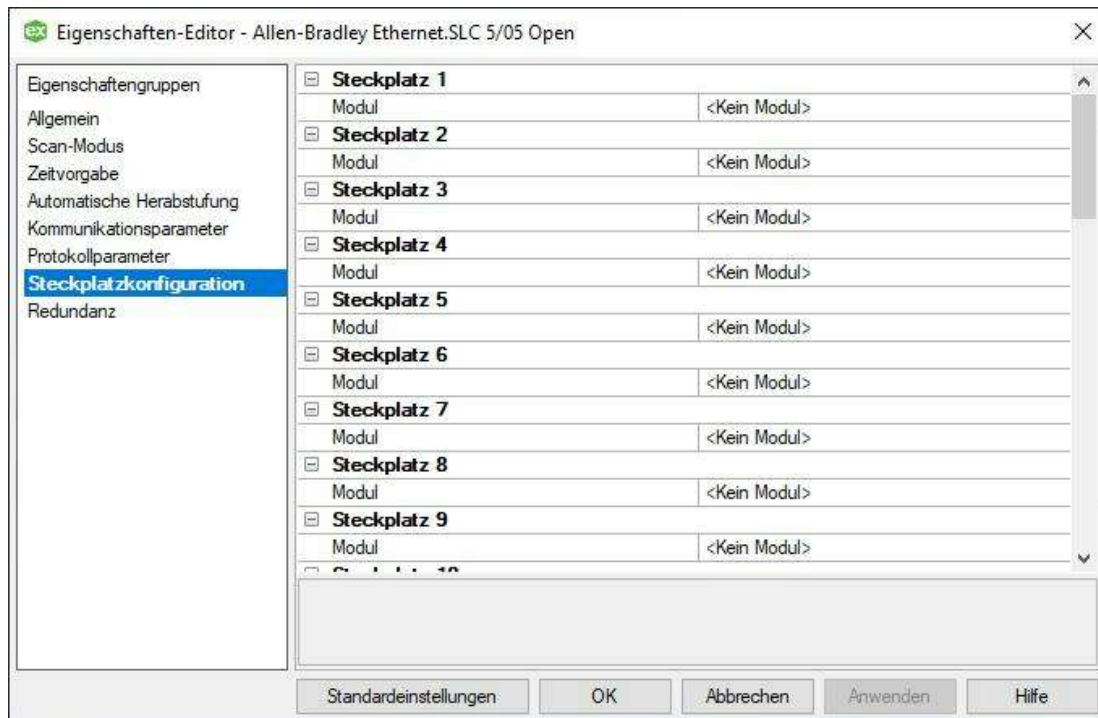 ex Eigenschaften-Editor - Allen-Bradley Ethernet.SLC 5/05 Open
Eigenschaftengruppen
Allgemein
Scan-Modus
Zeitvorgabe
Automatische Herabstufung
Kommunikationsparameter
Protokollparameter
Steckplatzkonfiguration
Redundanz
Steckplatz 1
Modul <Kein Modul>
Steckplatz 2
Modul <Kein Modul>
Steckplatz 3
Modul <Kein Modul>
Steckplatz 4
Modul <Kein Modul>
Steckplatz 5
Modul <Kein Modul>
Steckplatz 6
Modul <Kein Modul>
Steckplatz 7
Modul <Kein Modul>
Steckplatz 8
Modul <Kein Modul>
Steckplatz 9
Modul <Kein Modul>
Standardeinstellungen OK Abbrechen Anwenden Hilfe